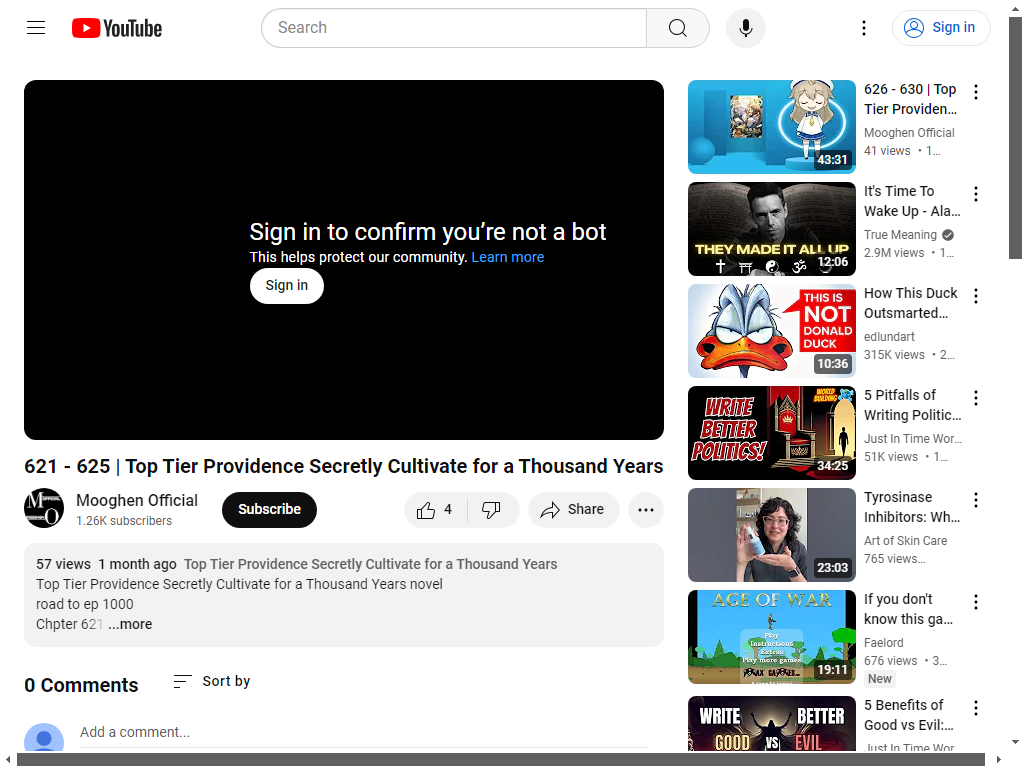 YouTube
Search
Sign in
Sign in to confirm you’re not a bot
This helps protect our community. Learn more
Sign in
621 - 625 | Top Tier Providence Secretly Cultivate for a Thousand Years
Mooghen Official
1.26K subscribers
Subscribe
4
Share
57 views 1 month ago Top Tier Providence Secretly Cultivate for a Thousand Years
Top Tier Providence Secretly Cultivate for a Thousand Years novel
road to ep 1000
Chpter 621 ...more
0 Comments
Sort by
Add a comment...
43:31
626 - 630 | Top
Tier Providen...
Mooghen Official
41 views • 1...
THEY MADE IT ALL UP
12:06
It's Time To
Wake Up - Ala...
True Meaning
2.9M views • 1...
THIS IS
NOT
DONALD
DUCK
10:36
How This Duck
Outsmarted...
edlundart
315K views • 2...
WORLD
BUILDING
WRITE
BETTER
POLITICS!
34:25
5 Pitfalls of
Writing Politic...
Just In Time Wor...
51K views • 1...
23:03
Tyrosinase
Inhibitors: Wh...
Art of Skin Care
765 views...
AGE OF WAR
Play
Instructions
Extras
Play more games
19:11
If you don't
know this ga...
Faelord
676 views • 3...
New
WRITE BETTER
GOOD VS EVIL
5 Benefits of
Good vs Evil:...
Just In Time Wor